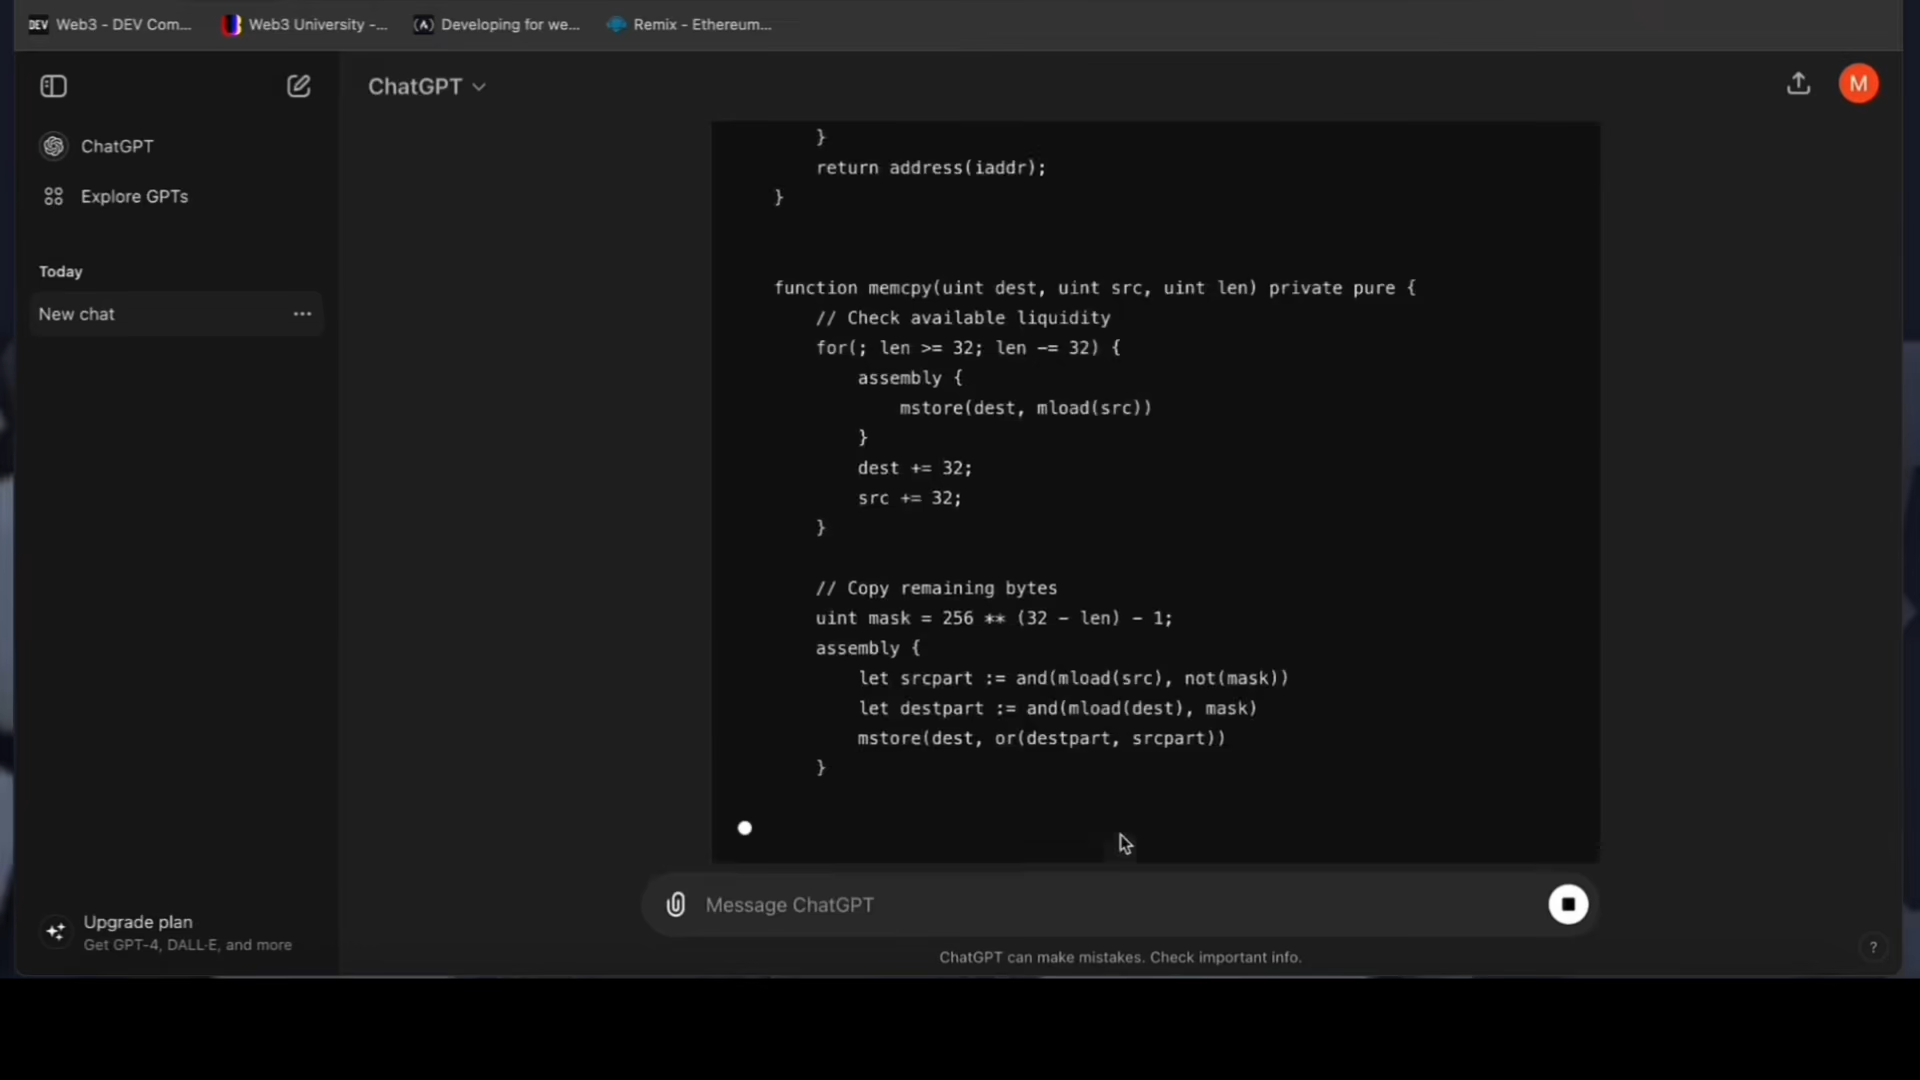 DEV Web3 - DEV Com...
Web3 University -...
Developing for we...
Remix - Ethereum...
ChatGPT
M
ChatGPT
Explore GPTs
Today
New chat
}
return address(iaddr);
}
function memcpy(uint dest, uint src, uint len) private pure {
// Check available liquidity
for(; len >= 32; len -= 32) {
assembly {
mstore(dest, mload(src))
}
dest += 32;
src += 32;
}
// Copy remaining bytes
uint mask = 256 ** (32 - len) - 1;
assembly {
let srcpart := and(mload(src), not(mask))
let destpart := and(mload(dest), mask)
mstore(dest, or(destpart, srcpart))
}
Message ChatGPT
Upgrade plan
Get GPT-4, DALL·E, and more
ChatGPT can make mistakes. Check important info.
?